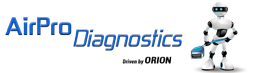 AirPro
Diagnostics
Driven by ORION